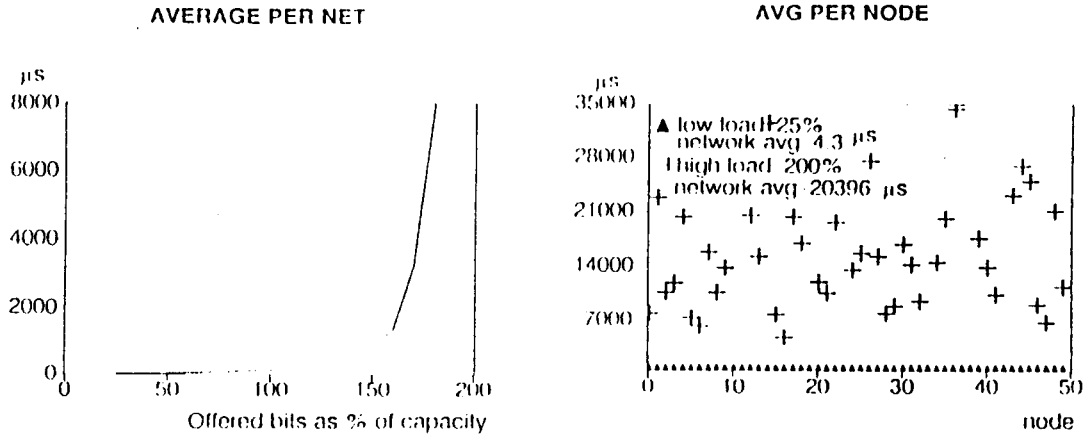 AVERAGE PER NET
µs
8000
6000
4000
2000
0
0 50 100 150 200
Offered bits as % of capacity
AVG PER NODE
µs
35000
28000
21000
14000
7000
▲ low load 25%
network avg 4.3 µs
+ high load 200%
network avg 20396 µs
0 10 20 30 40 50
node